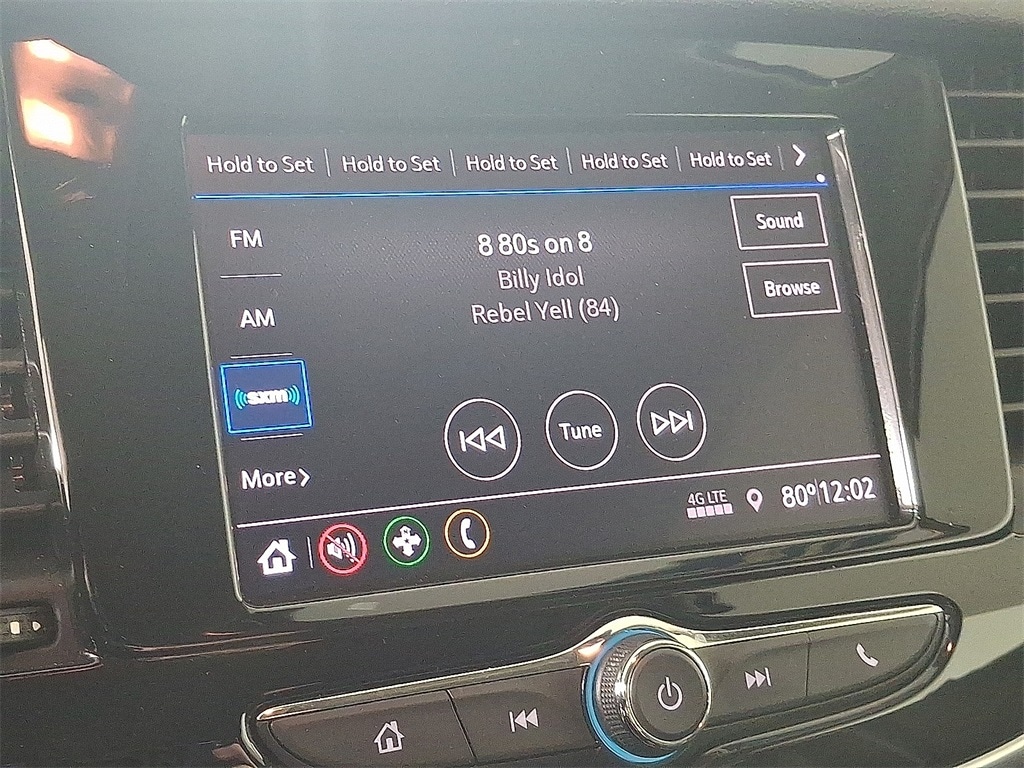 Hold to Set Hold to Set Hold to Set Hold to Set Hold to Set
FM
Sound
8 80s on 8
Billy Idol
Browse
AM
Rebel Yell (84)
sxm
Tune
More
4G LTE
80° 12:02